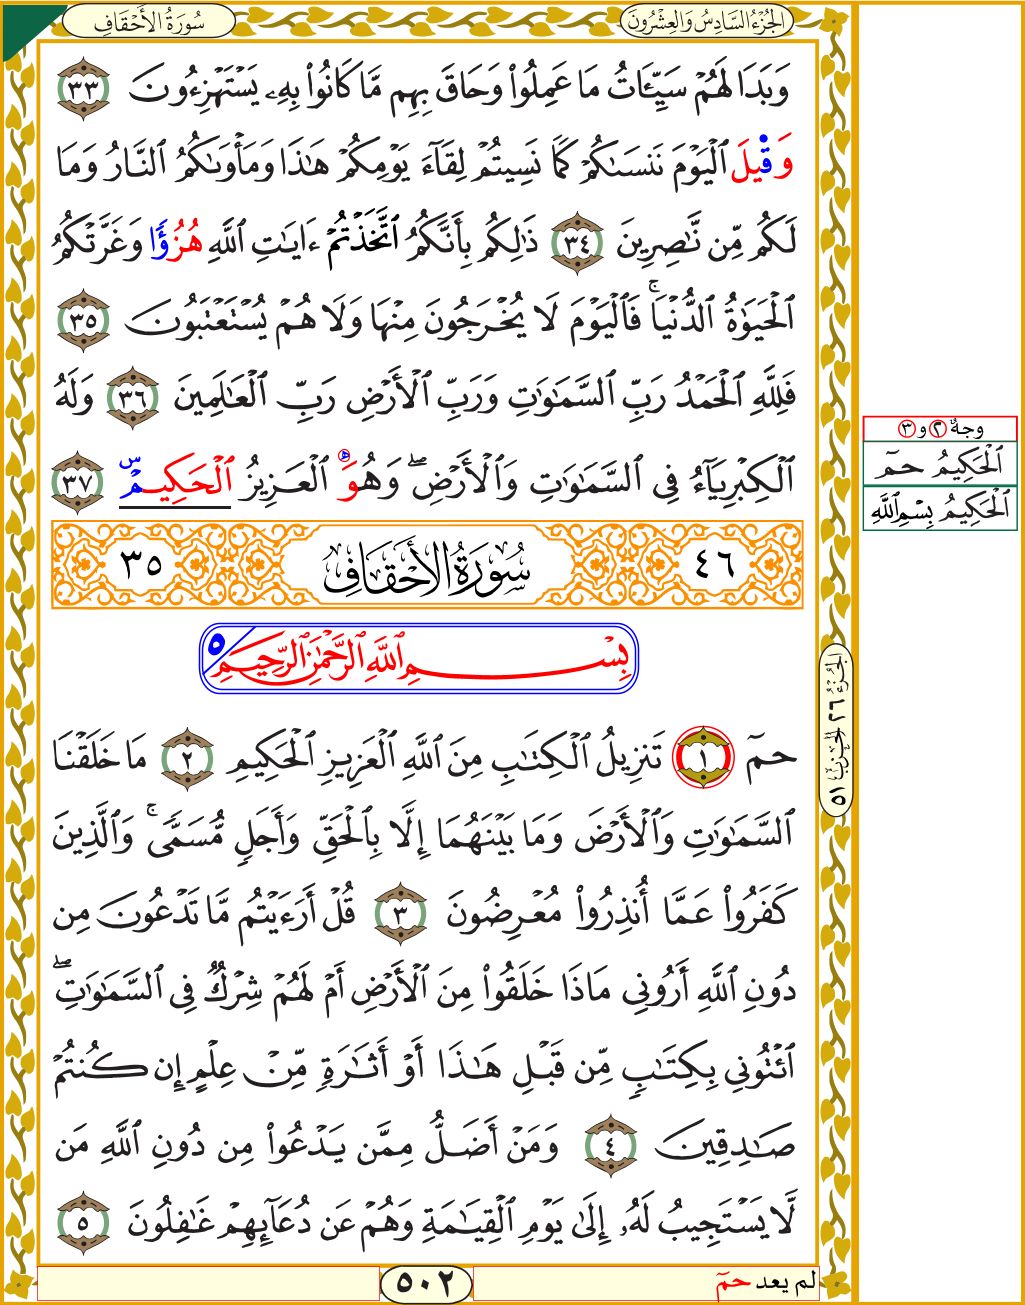 سُورَةُ الأَحْقَافِ
الجُزْءُ السَّادِسُ وَالعِشْرُونَ
وَبَدَا لَهُمْ سَيِّـَٔاتُ مَا عَمِلُوا۟ وَحَاقَ بِهِم مَّا كَانُوا۟ بِهِۦ يَسْتَهْزِءُونَ ٣٣
وَقِيلَ ٱلْيَوْمَ نَنسَىٰكُمْ كَمَا نَسِيتُمْ لِقَآءَ يَوْمِكُمْ هَـٰذَا وَمَأْوَىٰكُمُ ٱلنَّارُ وَمَا
لَكُم مِّن نَّـٰصِرِينَ ٣٤ ذَٰلِكُم بِأَنَّكُمُ ٱتَّخَذْتُمْ ءَايَـٰتِ ٱللَّهِ هُزُؤًا وَغَرَّتْكُمُ
ٱلْحَيَوٰةُ ٱلدُّنْيَا ۚ فَٱلْيَوْمَ لَا يُخْرَجُونَ مِنْهَا وَلَا هُمْ يُسْتَعْتَبُونَ ٣٥
فَلِلَّهِ ٱلْحَمْدُ رَبِّ ٱلسَّمَـٰوَٰتِ وَرَبِّ ٱلْأَرْضِ رَبِّ ٱلْعَـٰلَمِينَ ٣٦ وَلَهُ
ٱلْكِبْرِيَآءُ فِى ٱلسَّمَـٰوَٰتِ وَٱلْأَرْضِ ۖ وَهُوَ ٱلْعَزِيزُ ٱلْحَكِيمُ س ٣٧
وجهُ ٢ و ٣
ٱلْحَكِيمُ حمٓ
ٱلْحَكِيمُ بِسْمِ ٱللَّهِ
٤٦ سُورَةُ الأَحْقَافِ ٣٥
بِسْمِ ٱللَّهِ ٱلرَّحْمَـٰنِ ٱلرَّحِيمِ ٥
حمٓ ١ تَنزِيلُ ٱلْكِتَـٰبِ مِنَ ٱللَّهِ ٱلْعَزِيزِ ٱلْحَكِيمِ ٢ مَا خَلَقْنَا
ٱلسَّمَـٰوَٰتِ وَٱلْأَرْضَ وَمَا بَيْنَهُمَا إِلَّا بِٱلْحَقِّ وَأَجَلٍ مُّسَمًّى ۚ وَٱلَّذِينَ
كَفَرُوا۟ عَمَّا أُنذِرُوا۟ مُعْرِضُونَ ٣ قُلْ أَرَءَيْتُم مَّا تَدْعُونَ مِن
دُونِ ٱللَّهِ أَرُونِى مَاذَا خَلَقُوا۟ مِنَ ٱلْأَرْضِ أَمْ لَهُمْ شِرْكٌ فِى ٱلسَّمَـٰوَٰتِ ۖ
ٱئْتُونِى بِكِتَـٰبٍ مِّن قَبْلِ هَـٰذَا أَوْ أَثَـٰرَةٍ مِّنْ عِلْمٍ إِن كُنتُمْ
صَـٰدِقِينَ ٤ وَمَنْ أَضَلُّ مِمَّن يَدْعُوا۟ مِن دُونِ ٱللَّهِ مَن
لَّا يَسْتَجِيبُ لَهُۥ إِلَىٰ يَوْمِ ٱلْقِيَـٰمَةِ وَهُمْ عَن دُعَآئِهِمْ غَـٰفِلُونَ ٥
الجُزْءُ ٢٦ الحِزْبُ ٥١
لم يعد حمٓ
٥٠٢